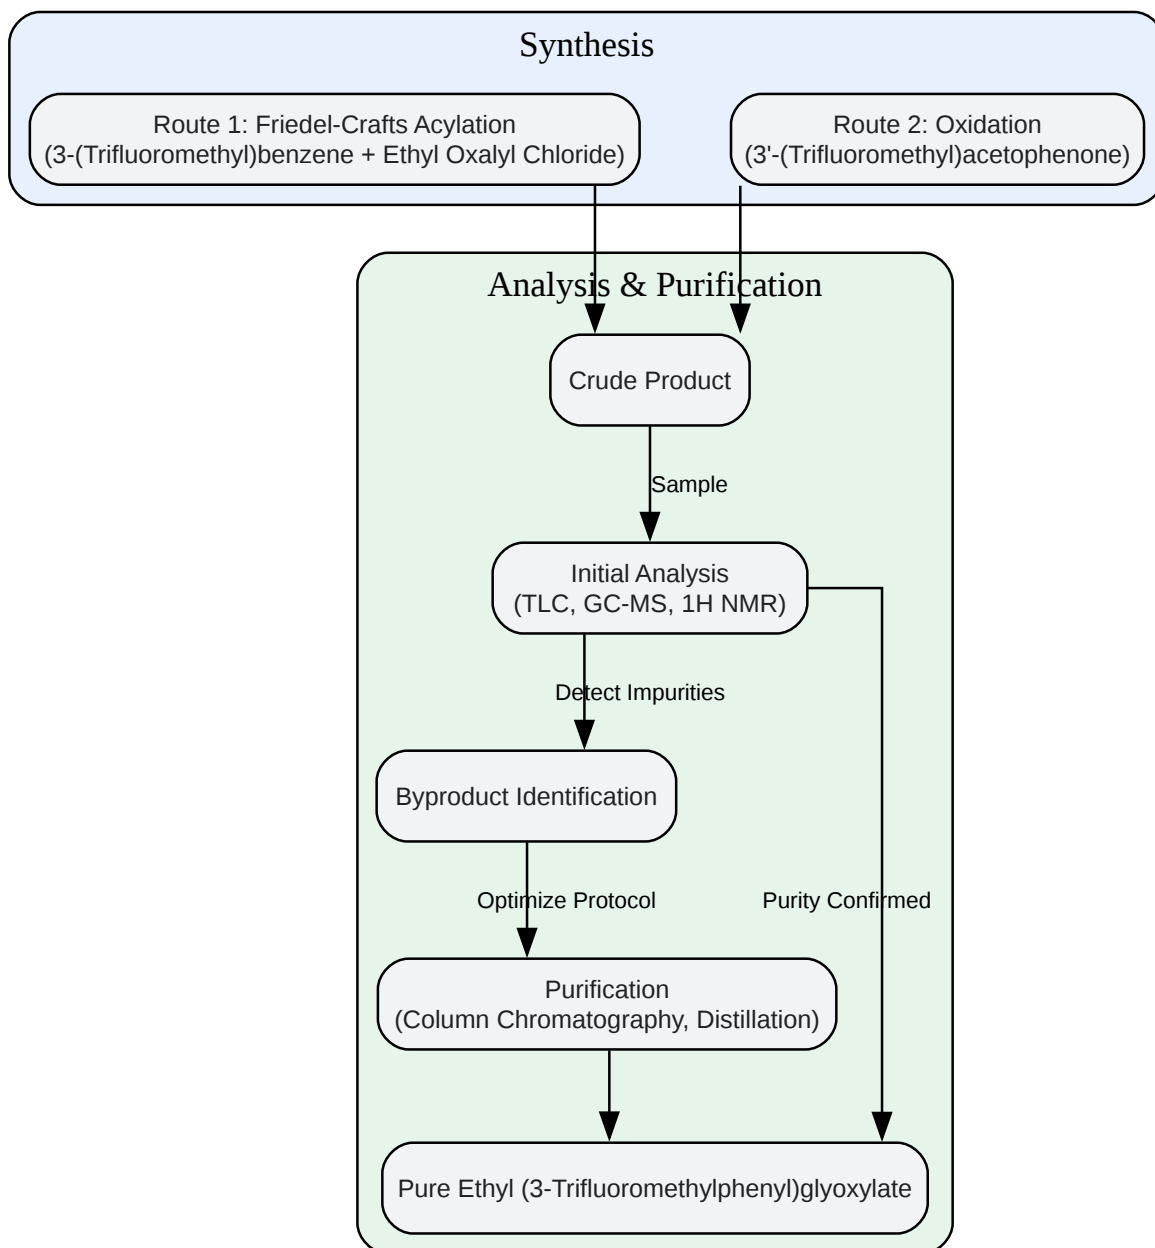 Synthesis
Route 1: Friedel-Crafts Acylation
(3-(Trifluoromethyl)benzene + Ethyl Oxalyl Chloride)
Route 2: Oxidation
(3'-(Trifluoromethyl)acetophenone)
Analysis & Purification
Crude Product
Sample
Initial Analysis
(TLC, GC-MS, 1H NMR)
Detect Impurities
Byproduct Identification
Optimize Protocol
Purity Confirmed
Purification
(Column Chromatography, Distillation)
Pure Ethyl (3-Trifluoromethylphenyl)glyoxylate